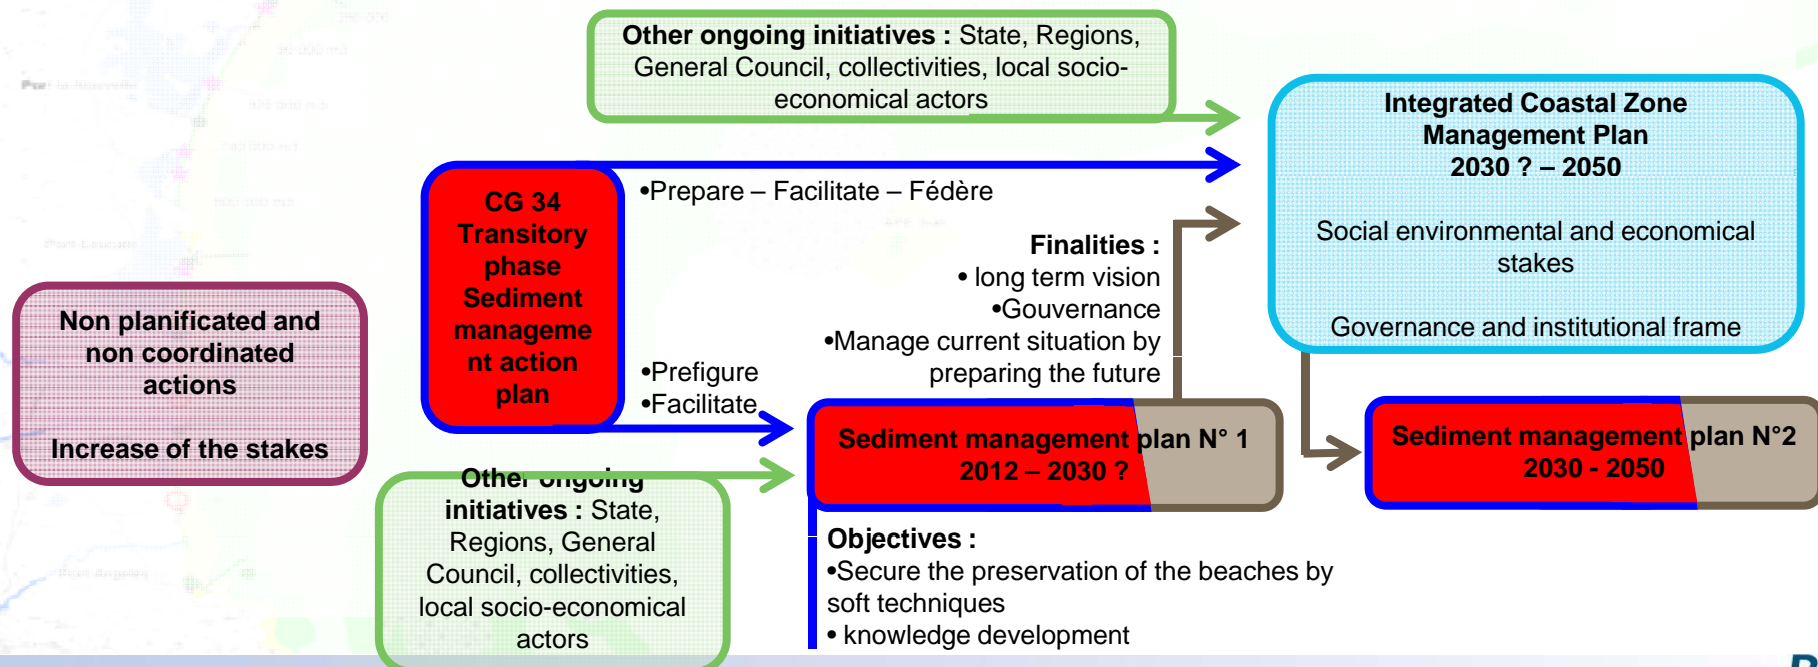 Other ongoing initiatives : State, Regions,
General Council, collectivities, local socio-
economical actors
Integrated Coastal Zone
Management Plan
2030 ? – 2050
Social environmental and economical
stakes
Governance and institutional frame
CG 34
Transitory
phase
Sediment
manageme
nt action
plan
•Prepare – Facilitate – Fédère
Finalities :
• long term vision
•Gouvernance
•Manage current situation by
preparing the future
Non planificated and
non coordinated
actions
Increase of the stakes
•Prefigure
•Facilitate
Sediment management plan N° 1
2012 – 2030 ?
Sediment management plan N°2
2030 - 2050
Other ongoing
initiatives : State,
Regions, General
Council, collectivities,
local socio-economical
actors
Objectives :
•Secure the preservation of the beaches by
soft techniques
• knowledge development